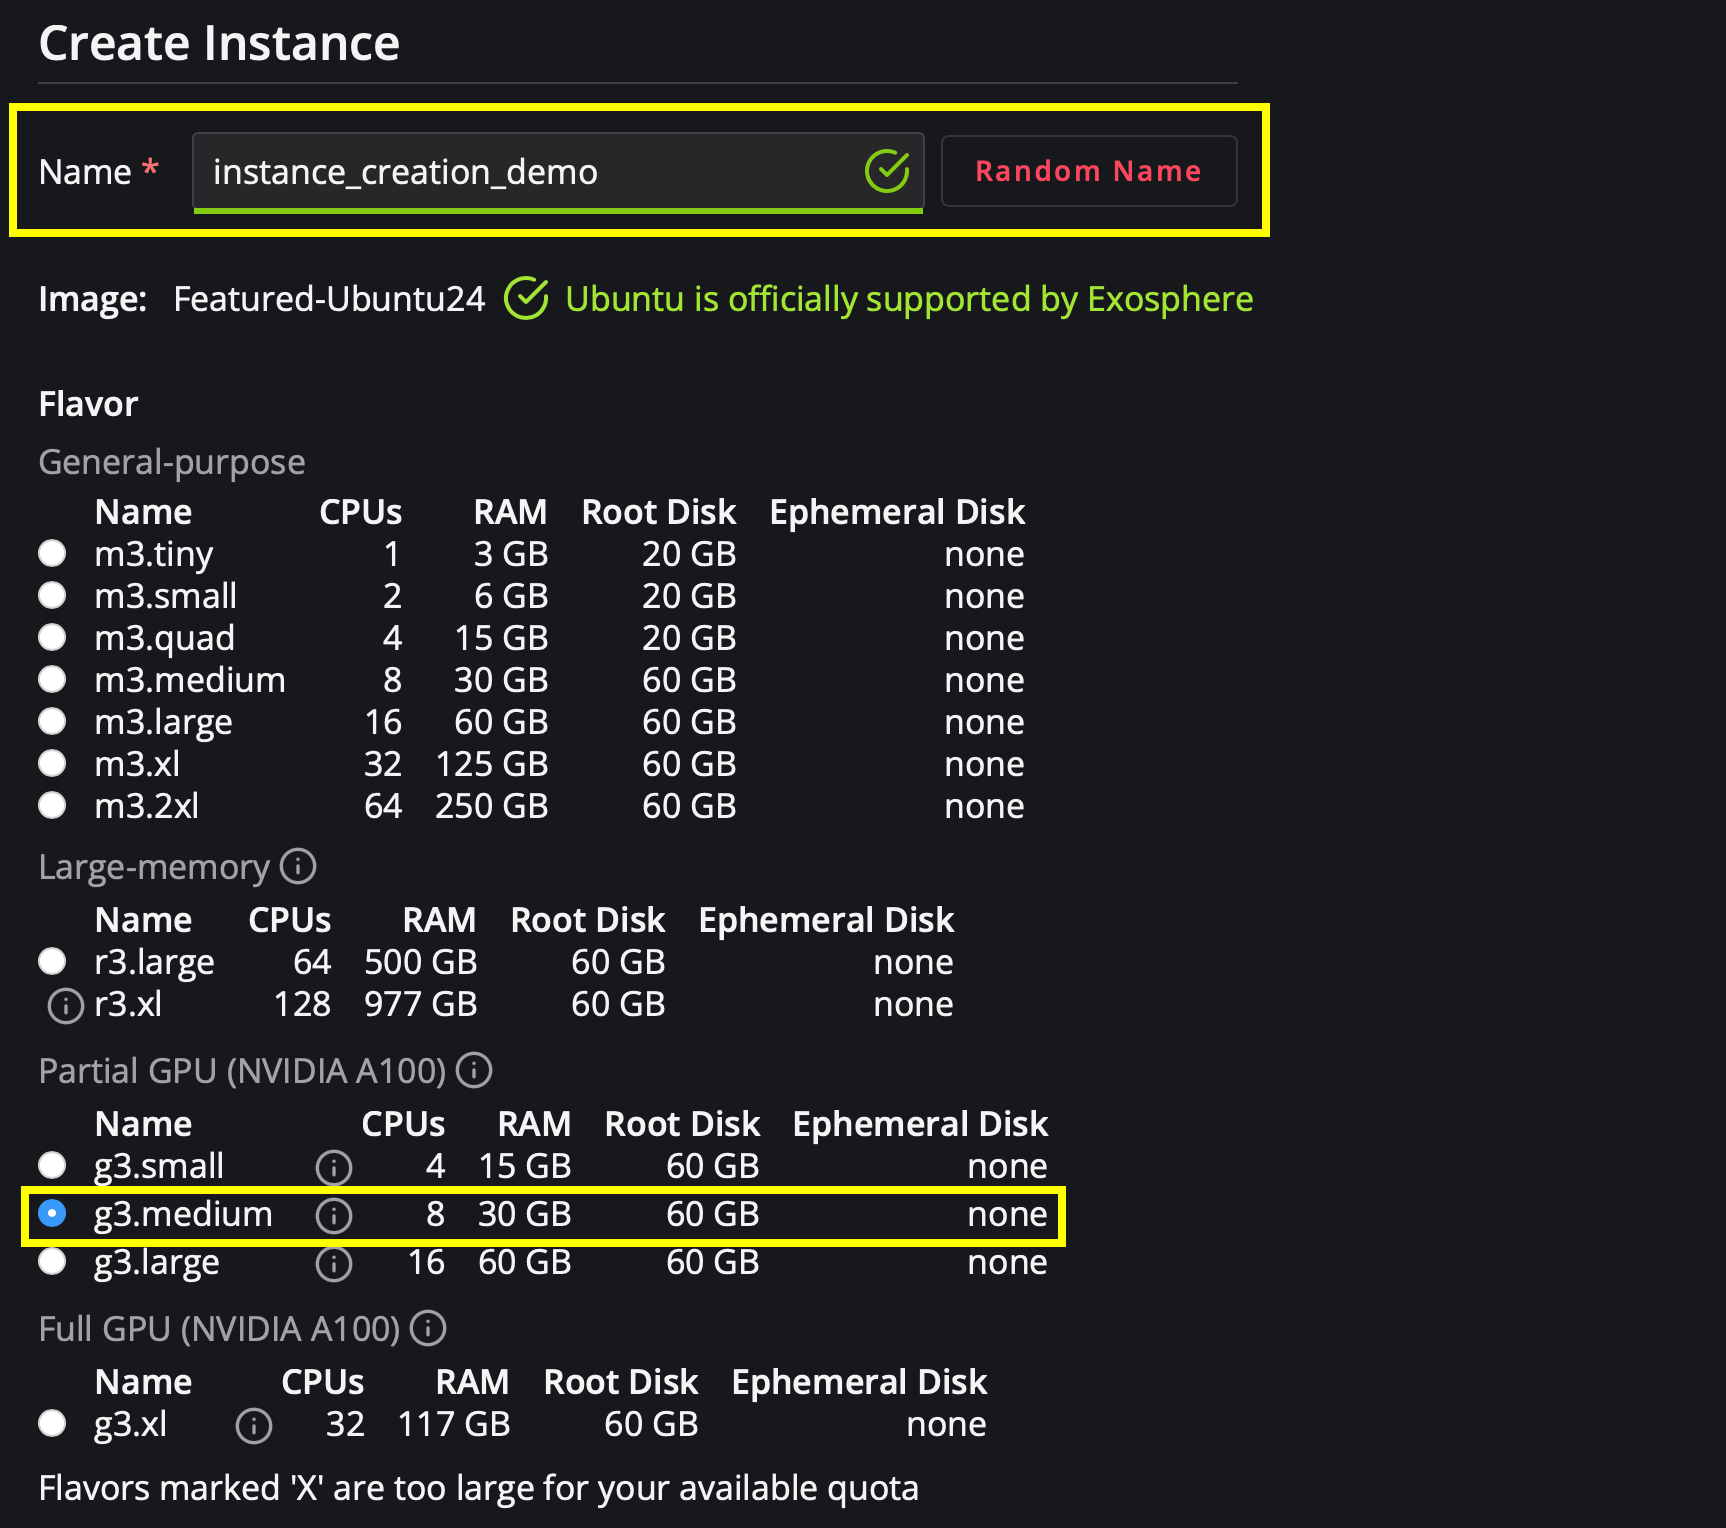 Create Instance
Name * instance_creation_demo Random Name
Image: Featured-Ubuntu24 Ubuntu is officially supported by Exosphere
Flavor
General-purpose
Name CPUs RAM Root Disk Ephemeral Disk
m3.tiny 1 3 GB 20 GB none
m3.small 2 6 GB 20 GB none
m3.quad 4 15 GB 20 GB none
m3.medium 8 30 GB 60 GB none
m3.large 16 60 GB 60 GB none
m3.xl 32 125 GB 60 GB none
m3.2xl 64 250 GB 60 GB none
Large-memory
Name CPUs RAM Root Disk Ephemeral Disk
r3.large 64 500 GB 60 GB none
r3.xl 128 977 GB 60 GB none
Partial GPU (NVIDIA A100)
Name CPUs RAM Root Disk Ephemeral Disk
g3.small 4 15 GB 60 GB none
g3.medium 8 30 GB 60 GB none
g3.large 16 60 GB 60 GB none
Full GPU (NVIDIA A100)
Name CPUs RAM Root Disk Ephemeral Disk
g3.xl 32 117 GB 60 GB none
Flavors marked 'X' are too large for your available quota